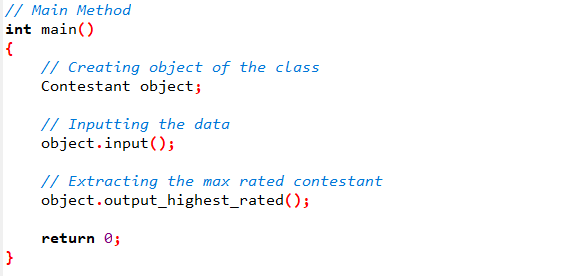 // Main Method
int main()
{
    // Creating object of the class
    Contestant object;

    // Inputting the data
    object.input();

    // Extracting the max rated contestant
    object.output_highest_rated();

    return 0;
}